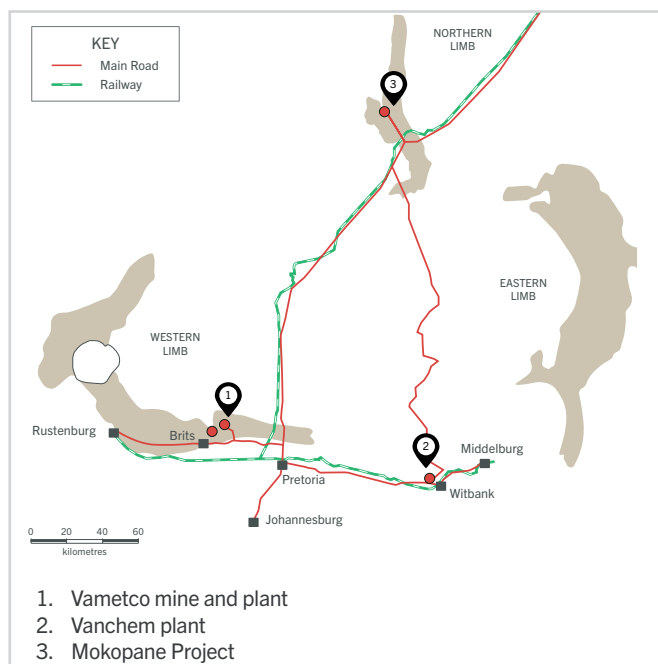 KEY
Main Road
Railway
NORTHERN
LIMB
3
EASTERN
LIMB
WESTERN
LIMB
1
Rustenburg
Brits
2
Middelburg
Pretoria
Witbank
Johannesburg
0 20 40 60
kilometres
1. Vametco mine and plant
2. Vanchem plant
3. Mokopane Project